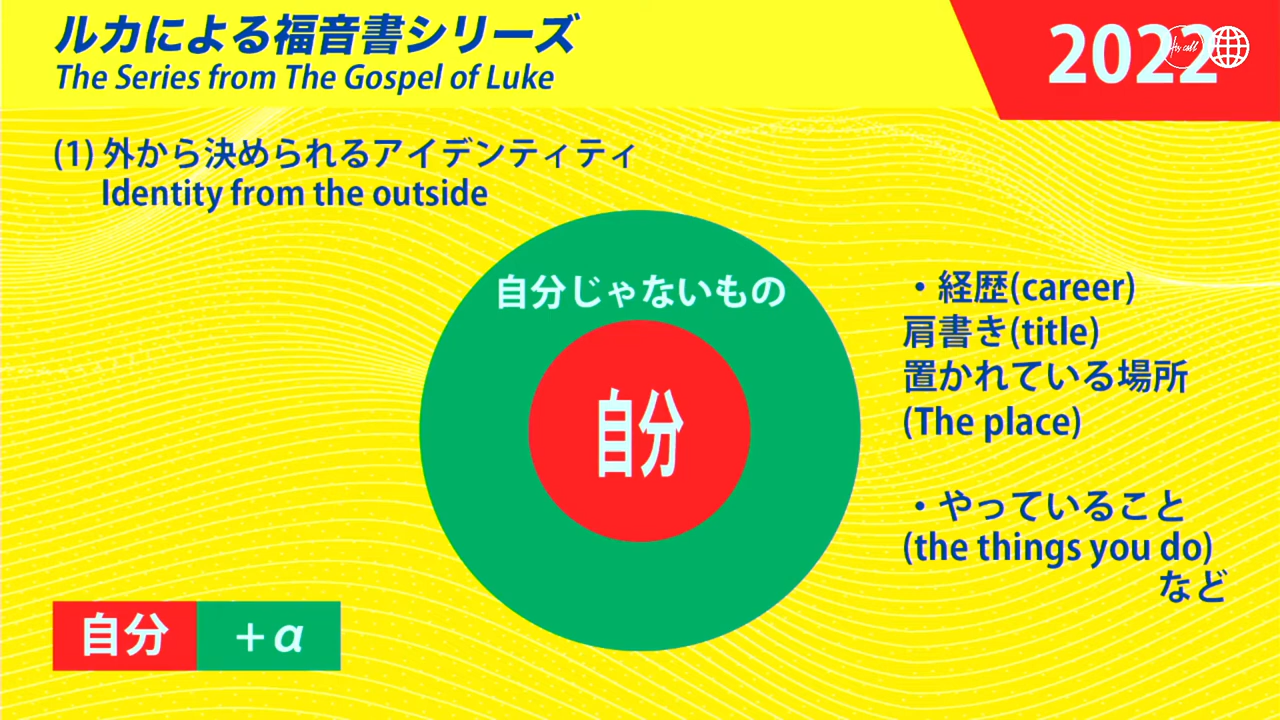 ルカによる福音書シリーズ
The Series from The Gospel of Luke
2022
His call
(1) 外から決められるアイデンティティ
Identity from the outside
自分じゃないもの
自分
・経歴(career)
肩書き(title)
置かれている場所
(The place)
・やっていること
(the things you do)
など
自分 +α